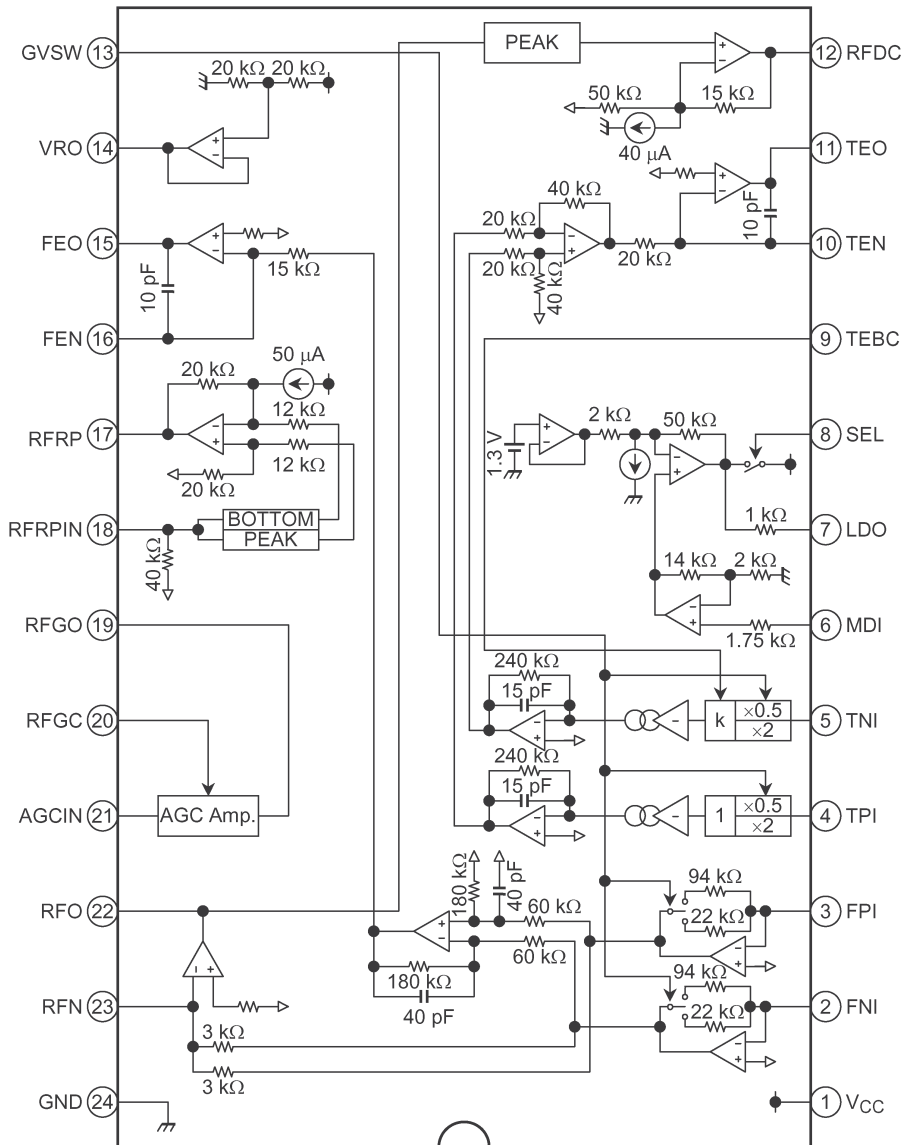 GVSW 13
PEAK
12 RFDC
20 kΩ 20 kΩ
50 kΩ 15 kΩ
40 μA
VRO 14
11 TEO
40 kΩ
10 pF
FEO 15
15 kΩ
10 pF
20 kΩ
20 kΩ
40 kΩ
20 kΩ
10 TEN
FEN 16
9 TEBC
50 μA
20 kΩ
12 kΩ
RFRP 17
12 kΩ
20 kΩ
1.3 V
2 kΩ 50 kΩ
8 SEL
RFRPIN 18
BOTTOM
PEAK
40 kΩ
1 kΩ
7 LDO
14 kΩ 2 kΩ
RFGO 19
6 MDI
1.75 kΩ
240 kΩ
15 pF
RFGC 20
k
×0.5
×2
5 TNI
240 kΩ
15 pF
AGCIN 21
AGC Amp.
1
×0.5
×2
4 TPI
180 kΩ
40 pF
94 kΩ
RFO 22
60 kΩ
22 kΩ
3 FPI
60 kΩ
180 kΩ
40 pF
94 kΩ
RFN 23
22 kΩ
2 FNI
3 kΩ
3 kΩ
GND 24
1 VCC